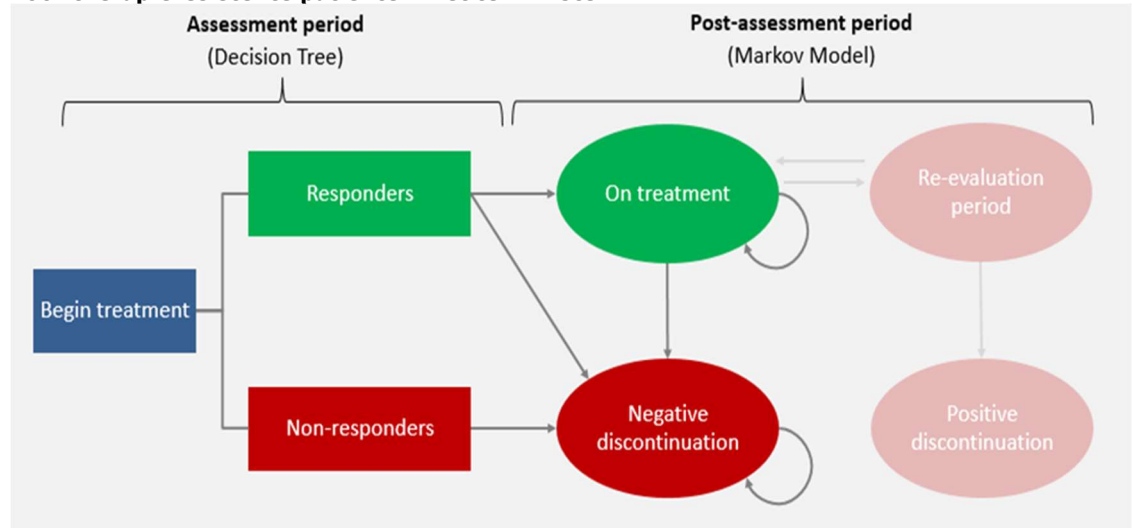 Assessment period
(Decision Tree)
Post-assessment period
(Markov Model)
Responders
On treatment
Re-evaluation
period
Begin treatment
Non-responders
Negative
discontinuation
Positive
discontinuation